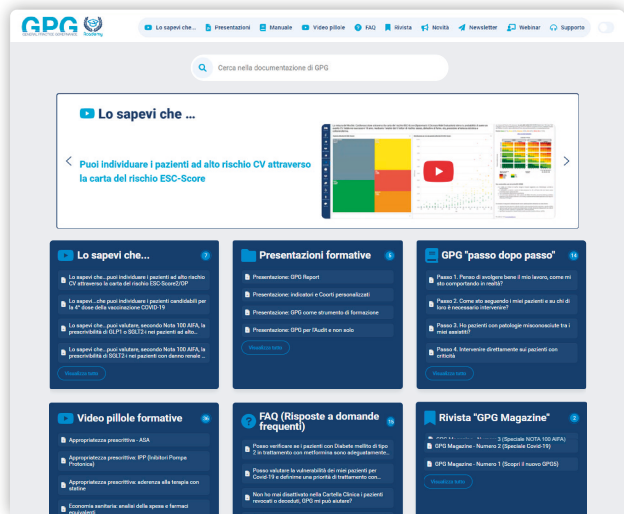 GPG
GENERAL PRACTICE GOVERNANCE
Academy
Lo sapevi che... Presentazioni Manuale Video pillole FAQ Rivista Novità Newsletter Webinar Supporto
Cerca nella documentazione di GPG
Lo sapevi che ...
Puoi individuare i pazienti ad alto rischio CV attraverso
la carta del rischio ESC-Score
Lo sapevi che... 7
Lo sapevi che...puoi individuare i pazienti ad alto rischio
CV attraverso la carta del rischio ESC-Score2/OP
Lo sapevi...che puoi individuare i pazienti candidabili per
la 4° dose della vaccinazione COVID-19
Lo sapevi che...puoi valutare, secondo Nota 100 AIFA, la
prescrivibilità di GLP1 e SGLT2-i nei pazienti ad alto...
Lo sapevi che...puoi valutare, secondo Nota 100 AIFA, la
prescrivibilità di SGLT2-i nei pazienti con danno renale ...
Visualizza tutto
Presentazioni formative
Presentazione: GPG Report
Presentazione: indicatori e Coorti personalizzati
Presentazione: GPG come strumento di formazione
Presentazione: GPG per l'Audit e non solo
Visualizza tutto
GPG "passo dopo passo" 14
Passo 1. Penso di svolgere bene il mio lavoro, come mi
sto comportando in realtà?
Passo 2. Come sto seguendo i miei pazienti e su chi di
loro è necessario intervenire?
Passo 3. Ho pazienti con patologie misconosciute tra i
miei assistiti?
Passo 4. Intervenire direttamente sui pazienti con
criticità
Visualizza tutto
Video pillole formative
Appropriatezza prescrittiva - ASA
Appropriatezza prescrittiva: IPP (Inibitori Pompa
Protonica)
Appropriatezza prescrittiva: aderenza alla terapia con
statine
Economia sanitaria: analisi della spesa e farmaci
equivalenti
FAQ (Risposte a domande
frequenti)
Posso verificare se i pazienti con Diabete mellito di tipo
2 in trattamento con metformina sono adeguatamente...
Posso valutare la vulnerabilità dei miei pazienti per
Covid-19 e definirne una priorità di trattamento con...
Non ho mai disattivato nella Cartella Clinica i pazienti
revocati o deceduti, GPG mi può aiutare?
Rivista "GPG Magazine"
GPG Magazine - Numero 3 (Speciale NOTA 100 AIFA)
GPG Magazine - Numero 2 (Speciale Covid-19)
GPG Magazine - Numero 1 (Scopri il nuovo GPG5)
Visualizza tutto